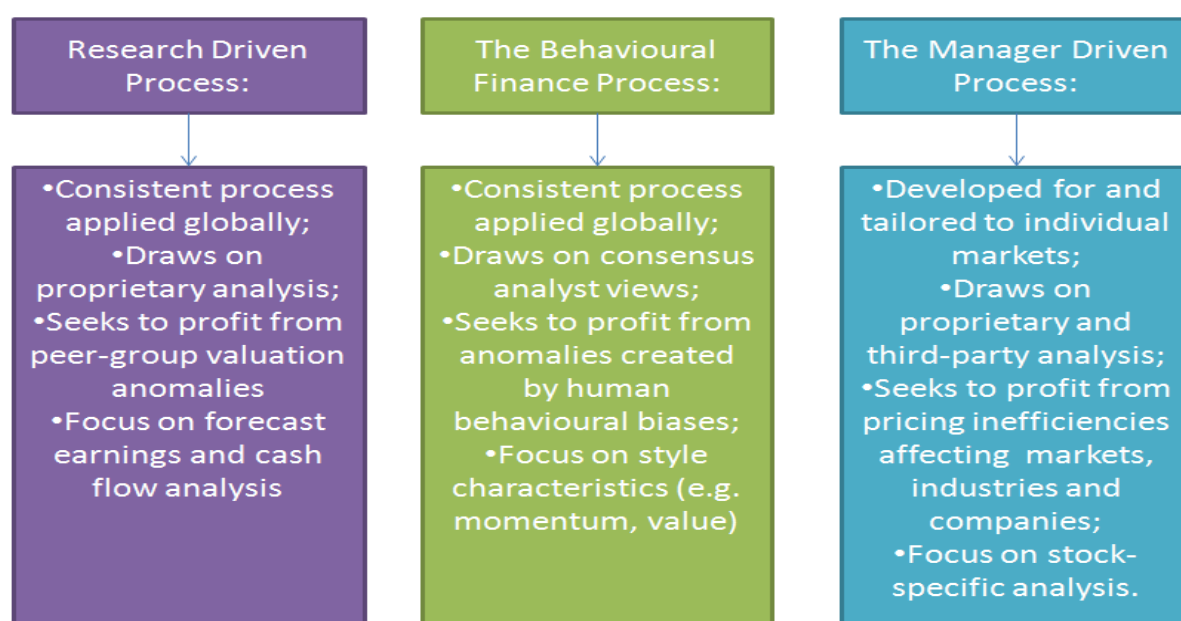 Research Driven
Process:
•Consistent process
applied globally;
•Draws on
proprietary analysis;
•Seeks to profit from
peer-group valuation
anomalies
•Focus on forecast
earnings and cash
flow analysis
The Behavioural
Finance Process:
•Consistent process
applied globally;
•Draws on consensus
analyst views;
•Seeks to profit from
anomalies created
by human
behavioural biases;
•Focus on style
characteristics (e.g.
momentum, value)
The Manager Driven
Process:
•Developed for and
tailored to individual
markets;
•Draws on
proprietary and
third-party analysis;
•Seeks to profit from
pricing inefficiencies
affecting markets,
industries and
companies;
•Focus on stock-
specific analysis.